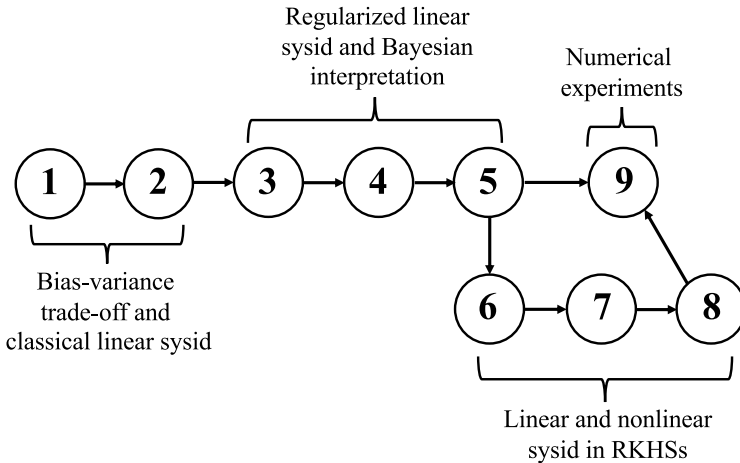 Regularized linear
sysid and Bayesian
interpretation
Numerical
experiments
1
2
3
4
5
9
Bias-variance
trade-off and
classical linear sysid
6
7
8
Linear and nonlinear
sysid in RKHSs